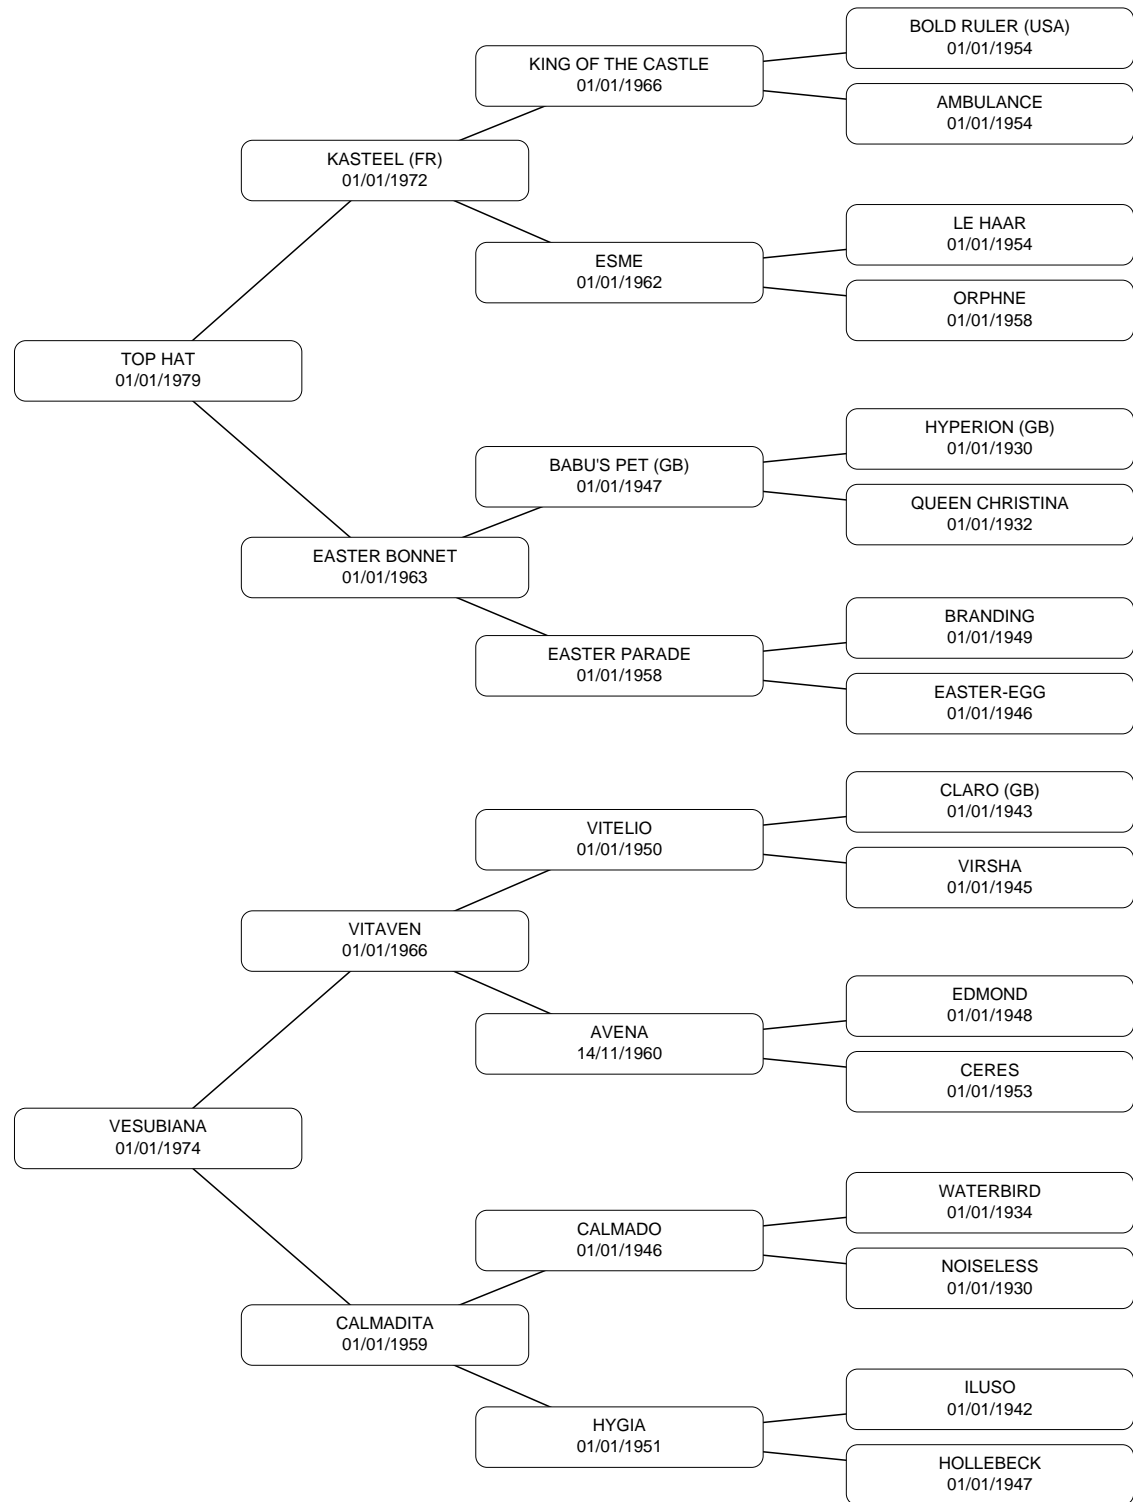 BOLD RULER (USA)
01/01/1954
KING OF THE CASTLE
01/01/1966
AMBULANCE
01/01/1954
KASTEEL (FR)
01/01/1972
LE HAAR
01/01/1954
ESME
01/01/1962
ORPHNE
01/01/1958
TOP HAT
01/01/1979
HYPERION (GB)
01/01/1930
BABU'S PET (GB)
01/01/1947
QUEEN CHRISTINA
01/01/1932
EASTER BONNET
01/01/1963
BRANDING
01/01/1949
EASTER PARADE
01/01/1958
EASTER-EGG
01/01/1946
CLARO (GB)
01/01/1943
VITELIO
01/01/1950
VIRSHA
01/01/1945
VITAVEN
01/01/1966
EDMOND
01/01/1948
AVENA
14/11/1960
CERES
01/01/1953
VESUBIANA
01/01/1974
WATERBIRD
01/01/1934
CALMADO
01/01/1946
NOISELESS
01/01/1930
CALMADITA
01/01/1959
ILUSO
01/01/1942
HYGIA
01/01/1951
HOLLEBECK
01/01/1947